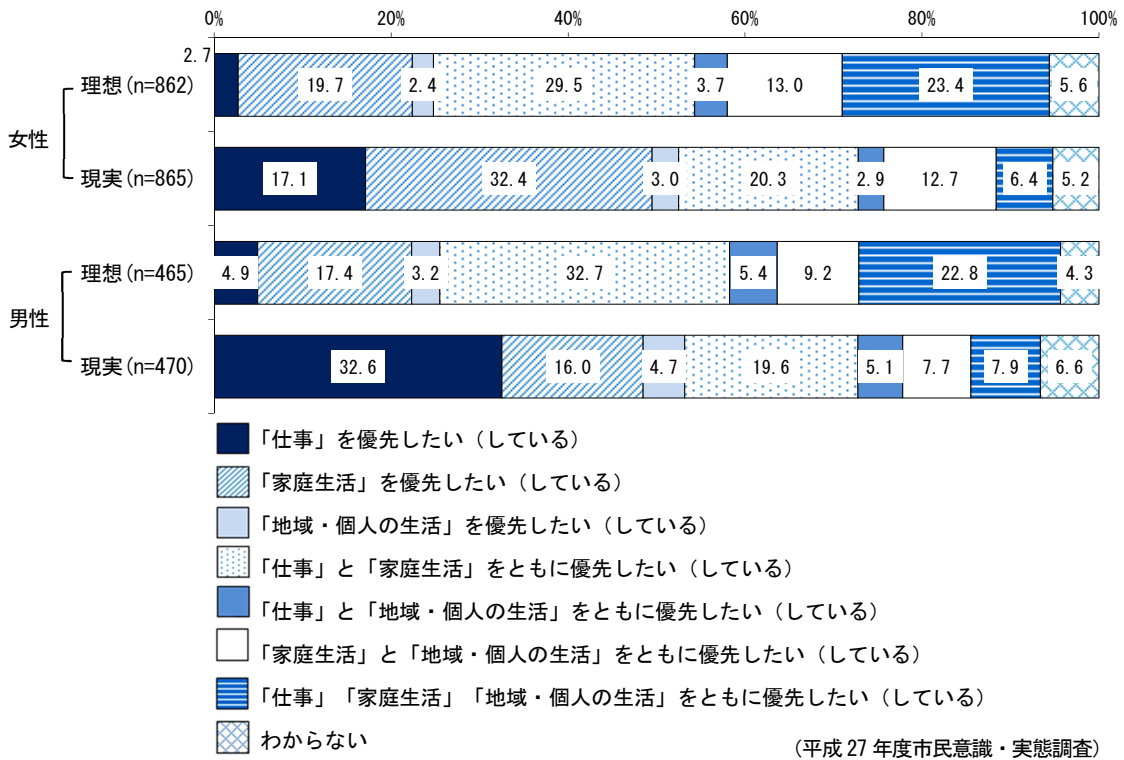 0% 20% 40% 60% 80% 100%
2.7
理想(n=862) 19.7 2.4 29.5 3.7 13.0 23.4 5.6
女性
現実(n=865) 17.1 32.4 3.0 20.3 2.9 12.7 6.4 5.2
理想(n=465) 4.9 17.4 3.2 32.7 5.4 9.2 22.8 4.3
男性
現実(n=470) 32.6 16.0 4.7 19.6 5.1 7.7 7.9 6.6
「仕事」を優先したい（している）
「家庭生活」を優先したい（している）
「地域・個人の生活」を優先したい（している）
「仕事」と「家庭生活」をともに優先したい（している）
「仕事」と「地域・個人の生活」をともに優先したい（している）
「家庭生活」と「地域・個人の生活」をともに優先したい（している）
「仕事」「家庭生活」「地域・個人の生活」をともに優先したい（している）
わからない
（平成27年度市民意識・実態調査）